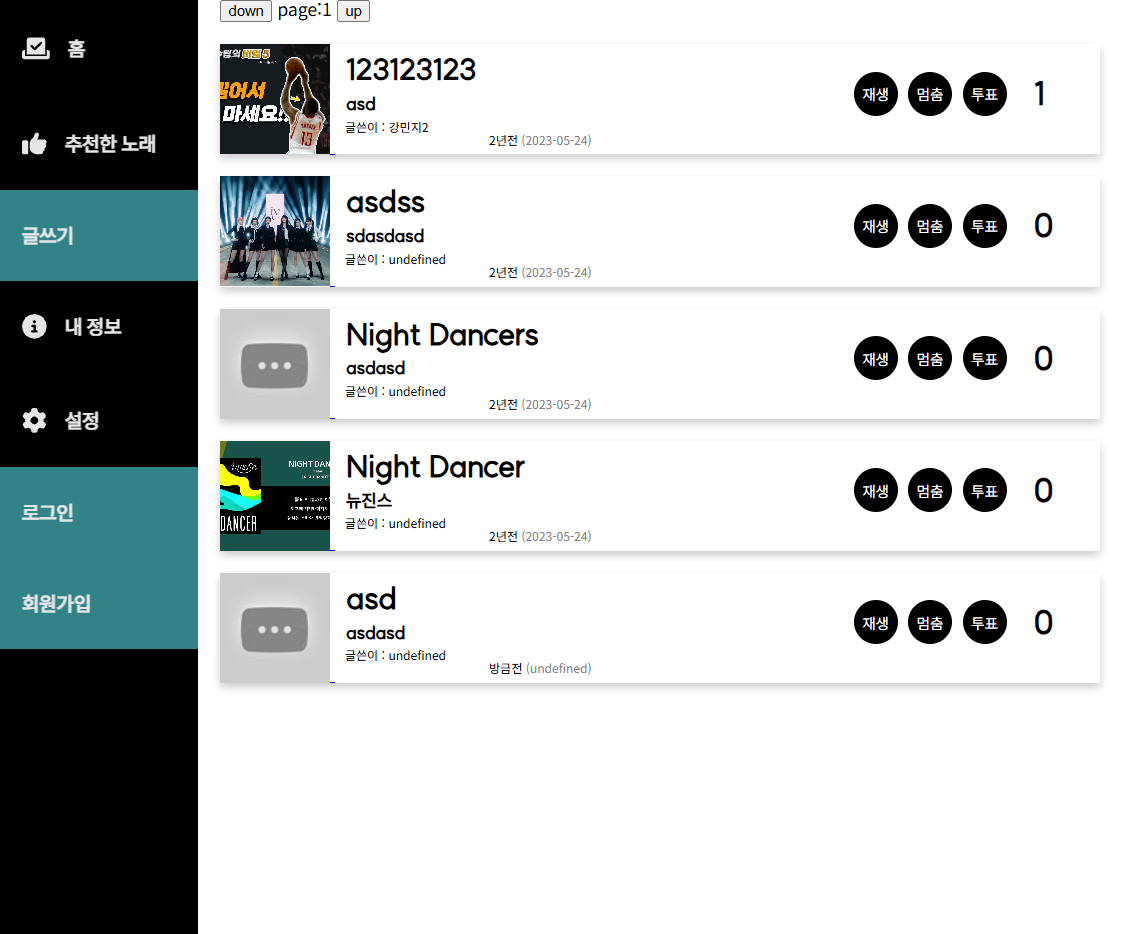 홈
추천한 노래
글쓰기
내 정보
설정
로그인
회원가입
down page:1 up
123123123
asd
글쓴이 : 강민지2
2년전 (2023-05-24)
재생 멈춤 투표 1
마세요!!
13
asdss
sdasdasd
글쓴이 : undefined
2년전 (2023-05-24)
재생 멈춤 투표 0
Night Dancers
asdasd
글쓴이 : undefined
2년전 (2023-05-24)
재생 멈춤 투표 0
NIGHT DAN
DANCER
Night Dancer
뉴진스
글쓴이 : undefined
2년전 (2023-05-24)
재생 멈춤 투표 0
asd
asdasd
글쓴이 : undefined
방금전 (undefined)
재생 멈춤 투표 0